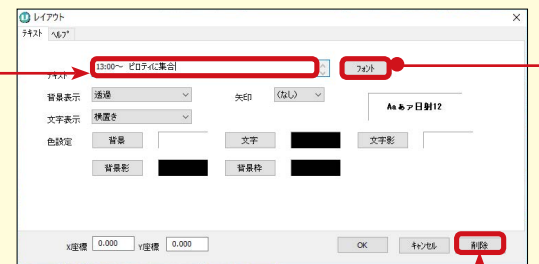 レイアウト
テキスト ヘルプ
13:00～ ピロティに集合
テキスト
フォント
背景表示 透過 矢印 (なし)
Aaあァ日射12
文字表示 横置き
色設定 背景 文字 文字影
背景影 背景枠
X座標 0.000 Y座標 0.000 OK キャンセル 削除